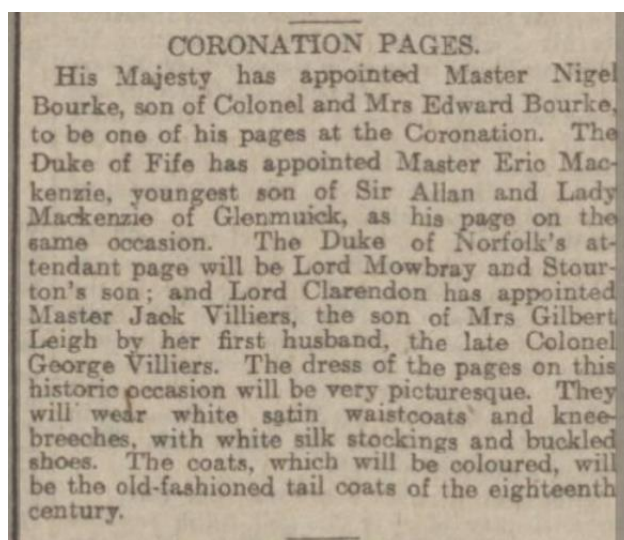 CORONATION PAGES.
His Majesty has appointed Master Nigel
Bourke, son of Colonel and Mrs Edward Bourke,
to be one of his pages at the Coronation. The
Duke of Fife has appointed Master Eric Mac-
kenzie, youngest son of Sir Allan and Lady
Mackenzie of Glenmuick, as his page on the
same occasion. The Duke of Norfolk's at-
tendant page will be Lord Mowbray and Stour-
ton's son; and Lord Clarendon has appointed
Master Jack Villiers, the son of Mrs Gilbert
Leigh by her first husband, the late Colonel
George Villiers. The dress of the pages on this
historic occasion will be very picturesque. They
will wear white satin waistcoats and knee-
breeches, with white silk stockings and buckled
shoes. The coats, which will be coloured, will
be the old-fashioned tail coats of the eighteenth
century.